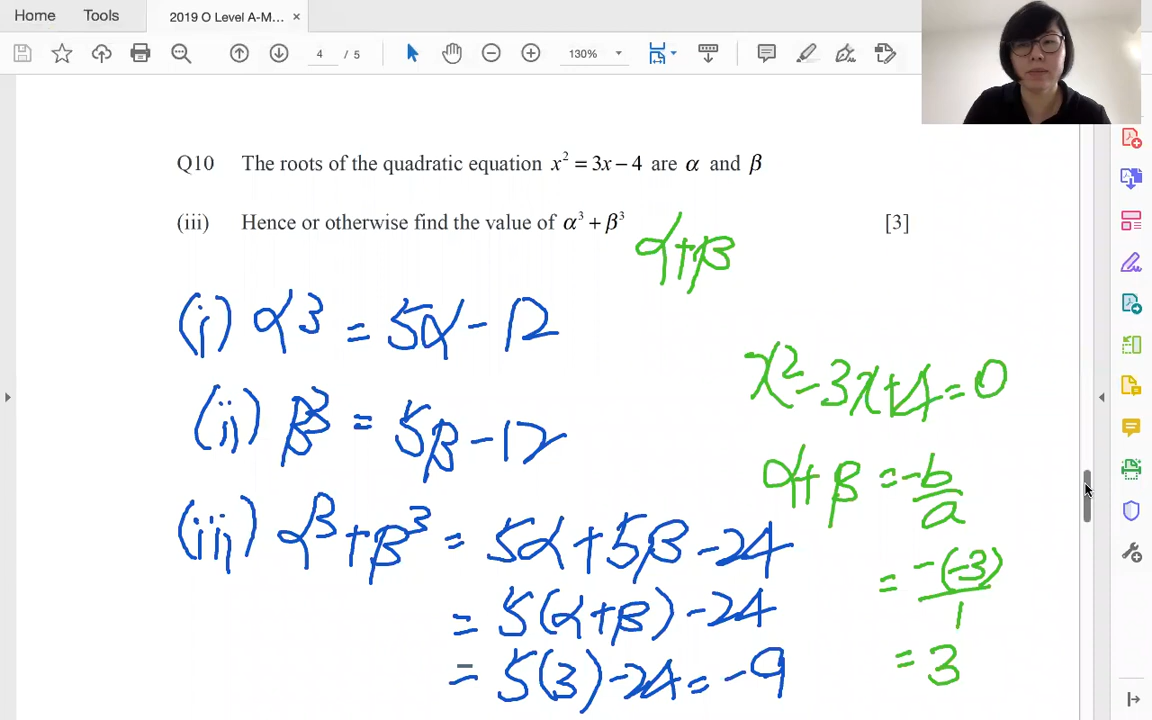 Home Tools 2019 O Level A-M... ×
4 / 5 130%
Q10 The roots of the quadratic equation x² = 3x – 4 are α and β
(iii) Hence or otherwise find the value of α³ + β³ [3]
α+β
(i) α³ = 5α - 12
x² - 3x + 4 = 0
(ii) β³ = 5β - 12
α+β = -b/a
(iii) α³ + β³ = 5α + 5β - 24
= -(-3)/1
= 5(α+β) - 24
= 3
= 5(3) - 24 = -9